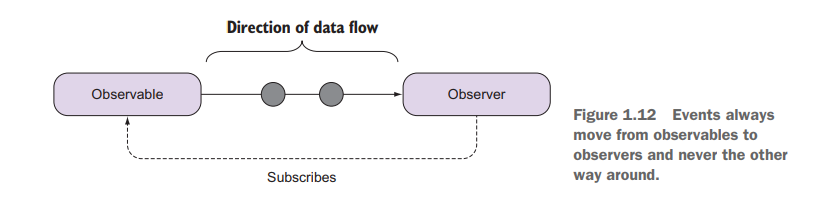 Direction of data flow
Observable
Observer
Subscribes
Figure 1.12 Events always
move from observables to
observers and never the other
way around.